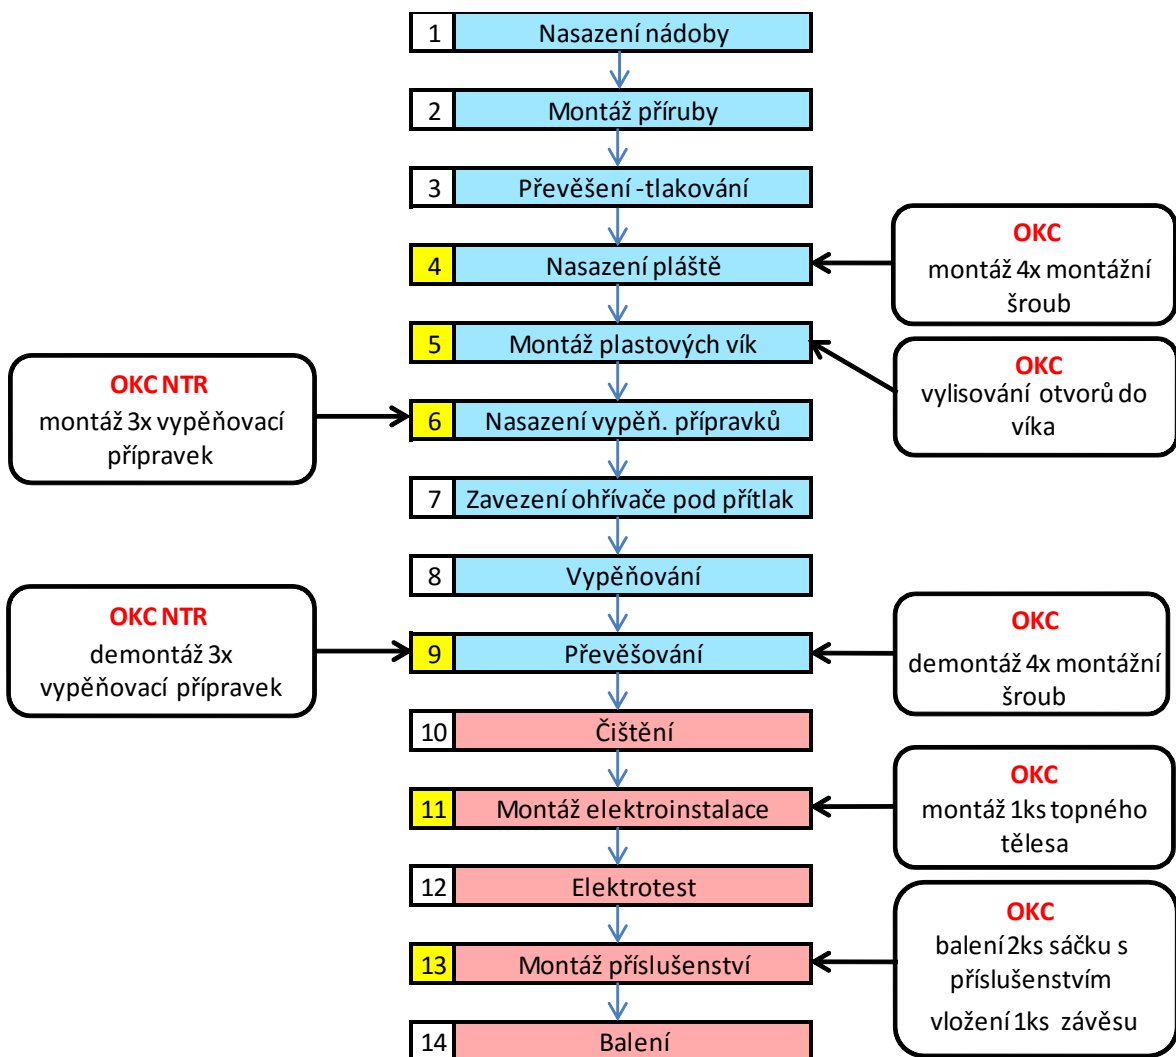 1 Nasazení nádoby
2 Montáž příruby
3 Převěšení -tlakování
4 Nasazení pláště
OKC
montáž 4x montážní
šroub
5 Montáž plastových vík
OKC
vylisování otvorů do
víka
OKC NTR
montáž 3x vypěňovací
přípravek
6 Nasazení vypěň. přípravků
7 Zavezení ohřívače pod přítlak
8 Vypěňování
OKC NTR
demontáž 3x
vypěňovací přípravek
9 Převěšování
OKC
demontáž 4x montážní
šroub
10 Čištění
11 Montáž elektroinstalace
OKC
montáž 1ks topného
tělesa
12 Elektrotest
13 Montáž příslušenství
OKC
balení 2ks sáčku s
příslušenstvím
vložení 1ks závěsu
14 Balení